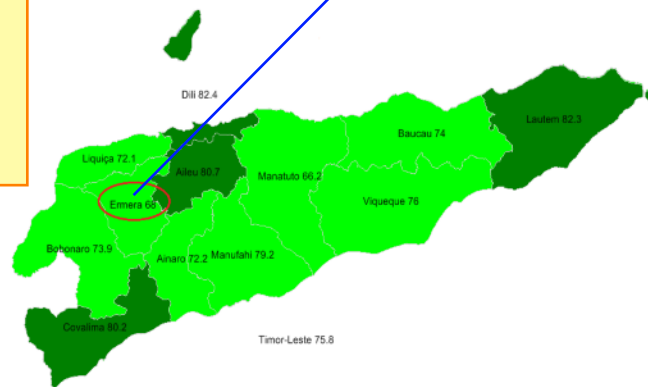 Dili 82.4
Lautem 82.3
Baucau 74
Liquiça 72.1
Aileu 80.7
Manatuto 66.2
Viqueque 76
Ermera 68
Bobonaro 73.9
Ainaro 72.2
Manufahi 79.2
Covalima 80.2
Timor-Leste 75.8